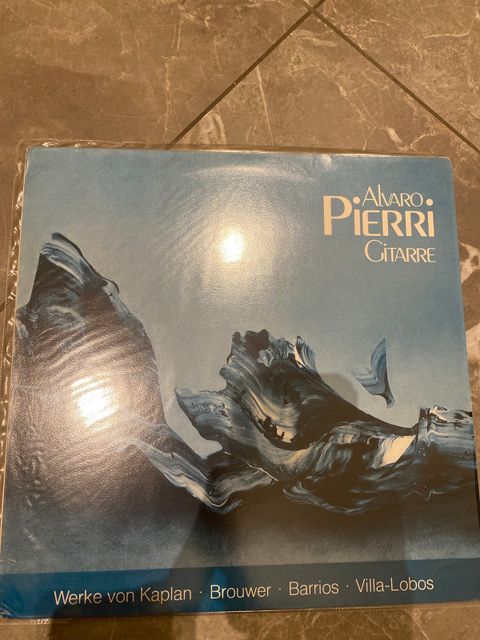 Alvaro
Pierri
Gitarre
Werke von Kaplan · Brouwer · Barrios · Villa-Lobos